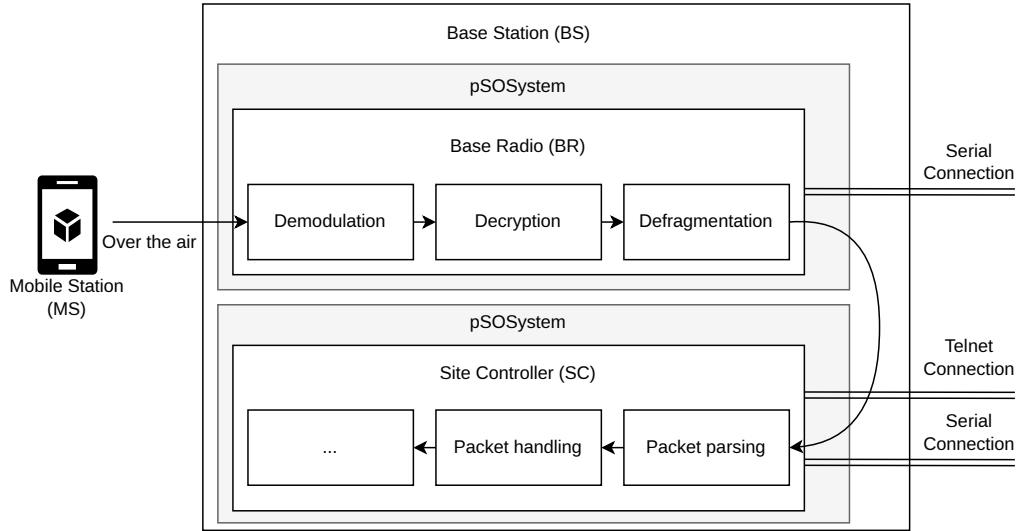 Base Station (BS)
pSOSystem
Base Radio (BR)
Demodulation
Decryption
Defragmentation
Serial
Connection
Over the air
Mobile Station
(MS)
pSOSystem
Site Controller (SC)
...
Packet handling
Packet parsing
Telnet
Connection
Serial
Connection